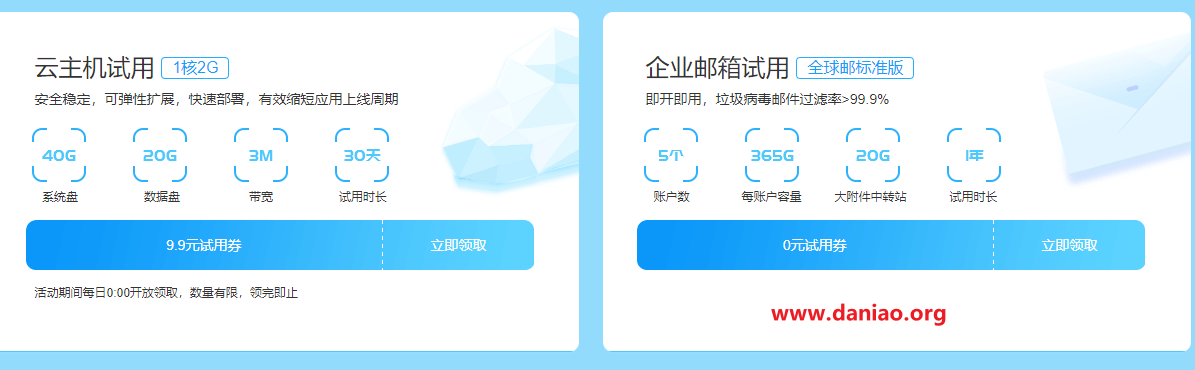 云主机试用 1核2G
安全稳定，可弹性扩展，快速部署，有效缩短应用上线周期
40G 20G 3M 30天
系统盘 数据盘 带宽 试用时长
9.9元试用券 立即领取
活动期间每日0:00开放领取，数量有限，领完即止
企业邮箱试用 全球邮标准版
即开即用，垃圾病毒邮件过滤率>99.9%
5个 365G 20G 1年
账户数 每账户容量 大附件中转站 试用时长
0元试用券 立即领取
www.daniao.org